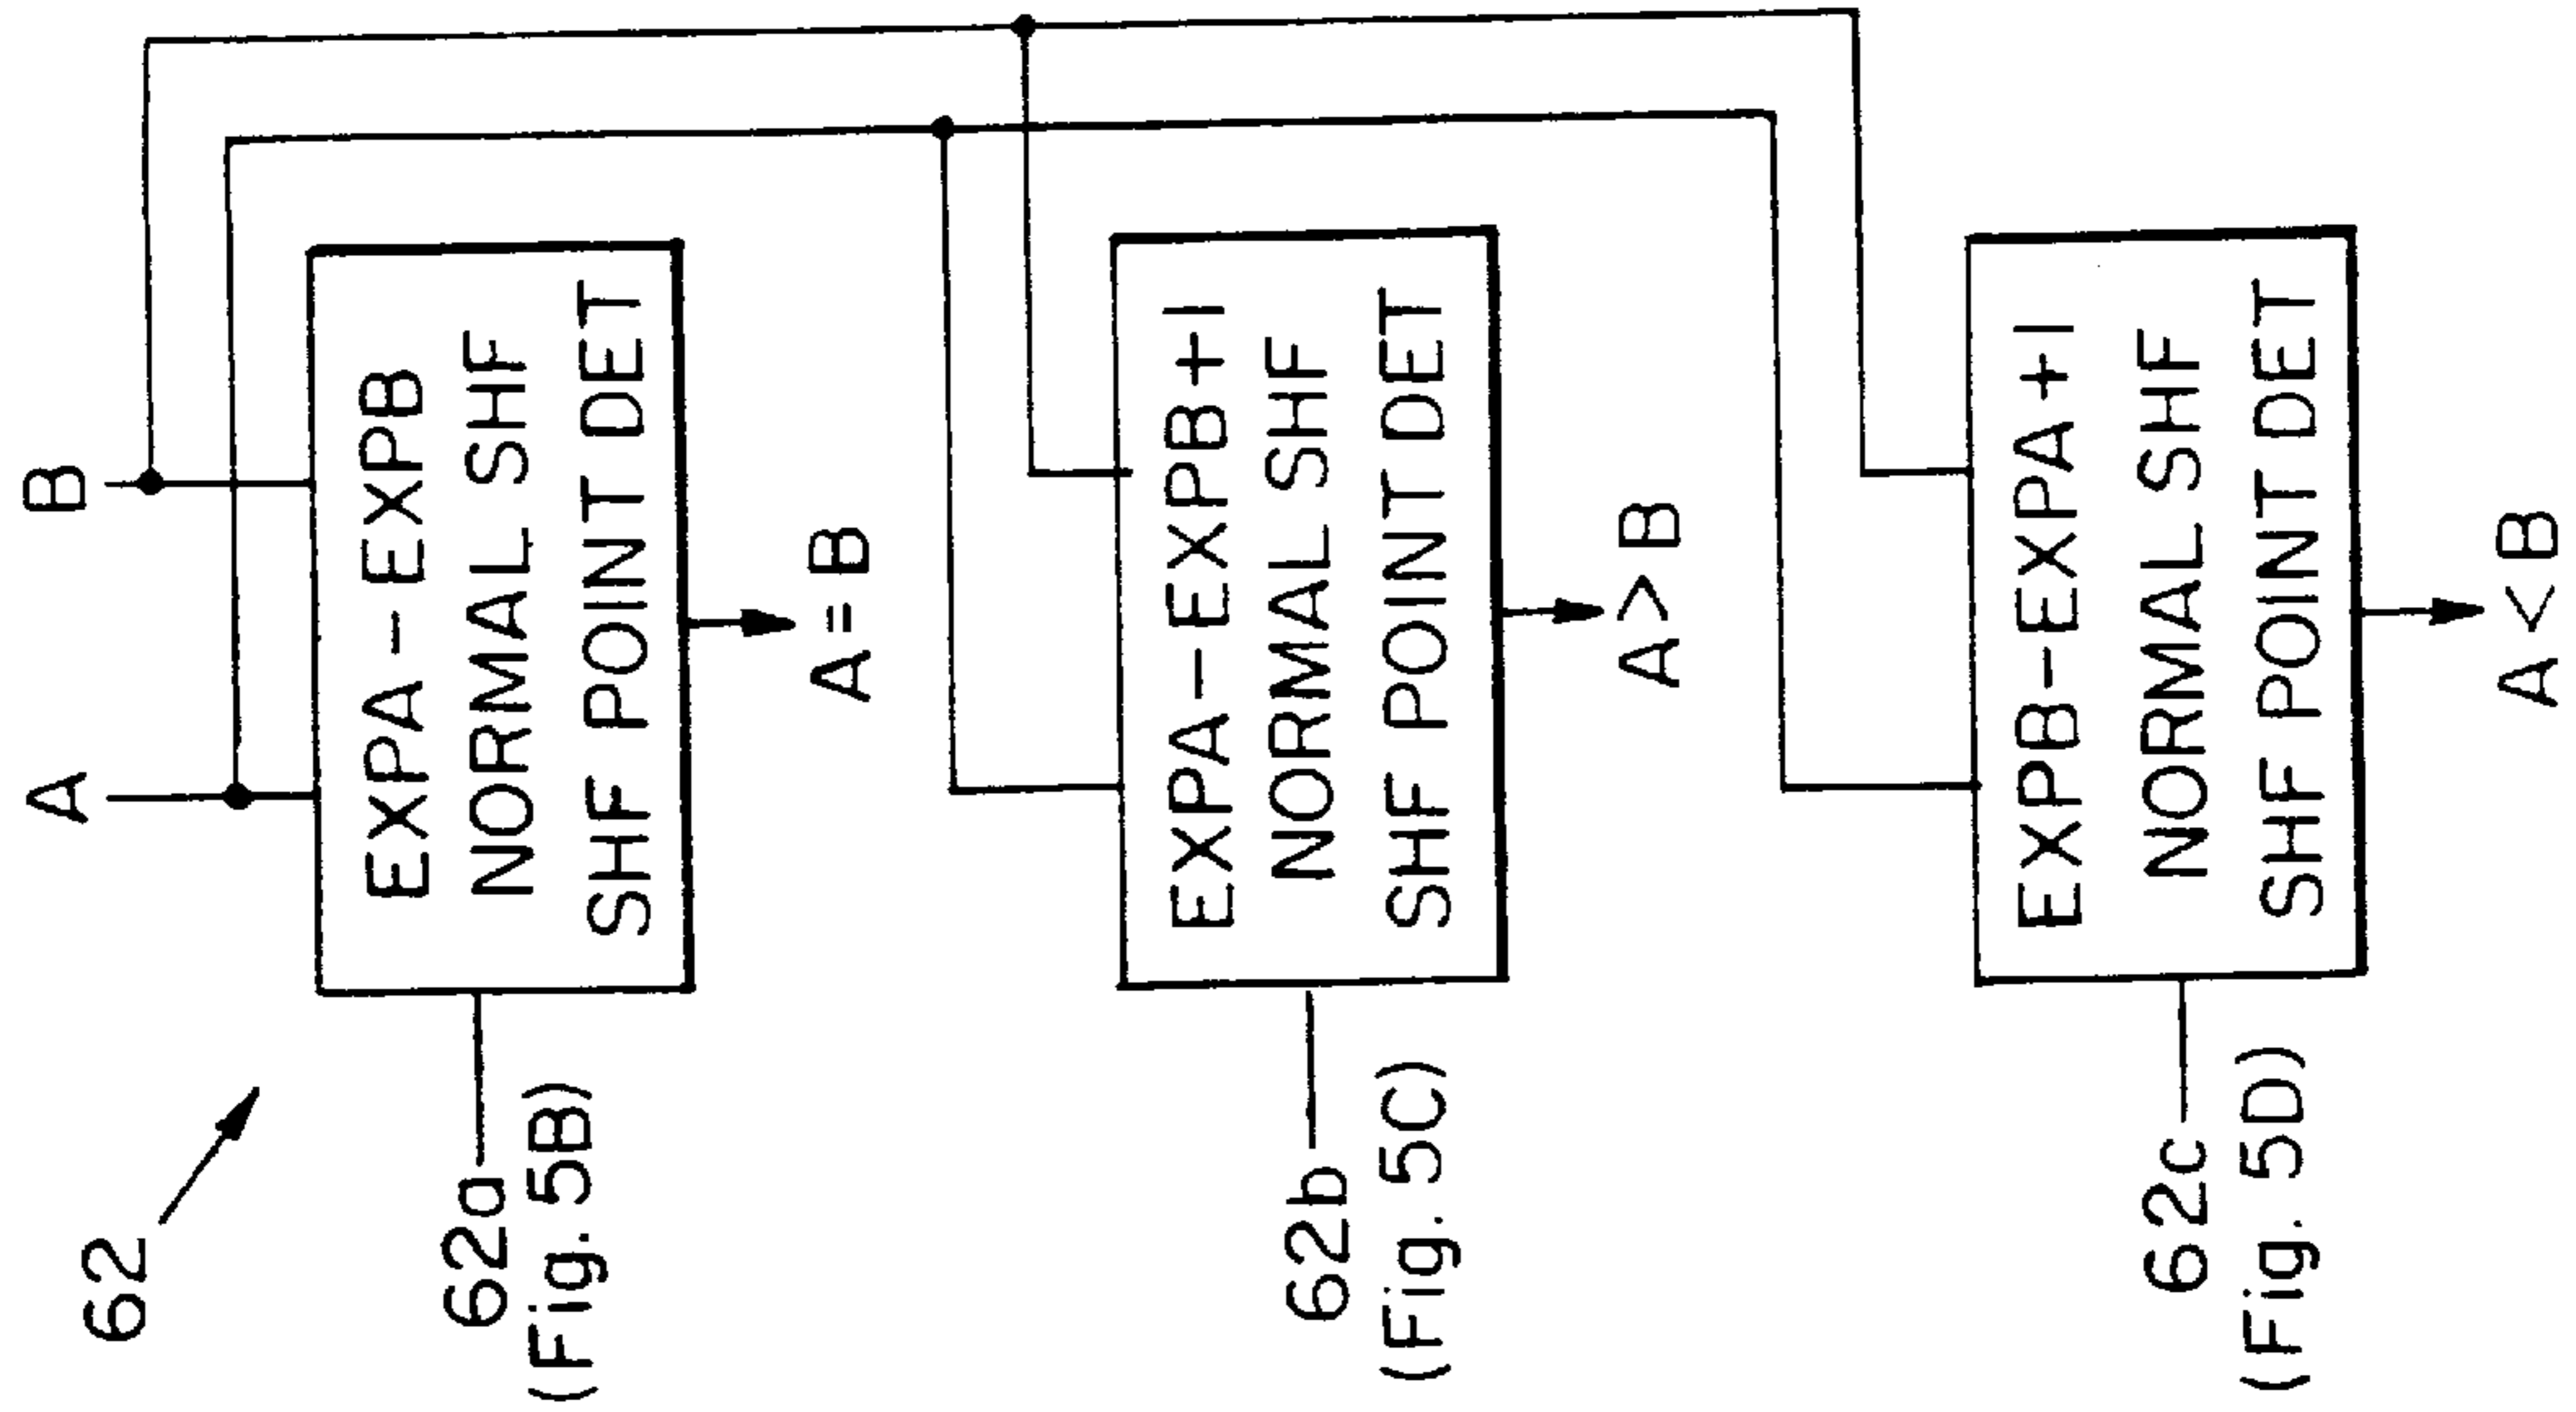 62
A
B
62a
(Fig. 5B)
EXPA-EXPB
NORMAL SHF
SHF POINT DET
A = B
62b
(Fig. 5C)
EXPA-EXPB+1
NORMAL SHF
SHF POINT DET
A > B
62c
(Fig. 5D)
EXPB-EXPA+1
NORMAL SHF
SHF POINT DET
A < B